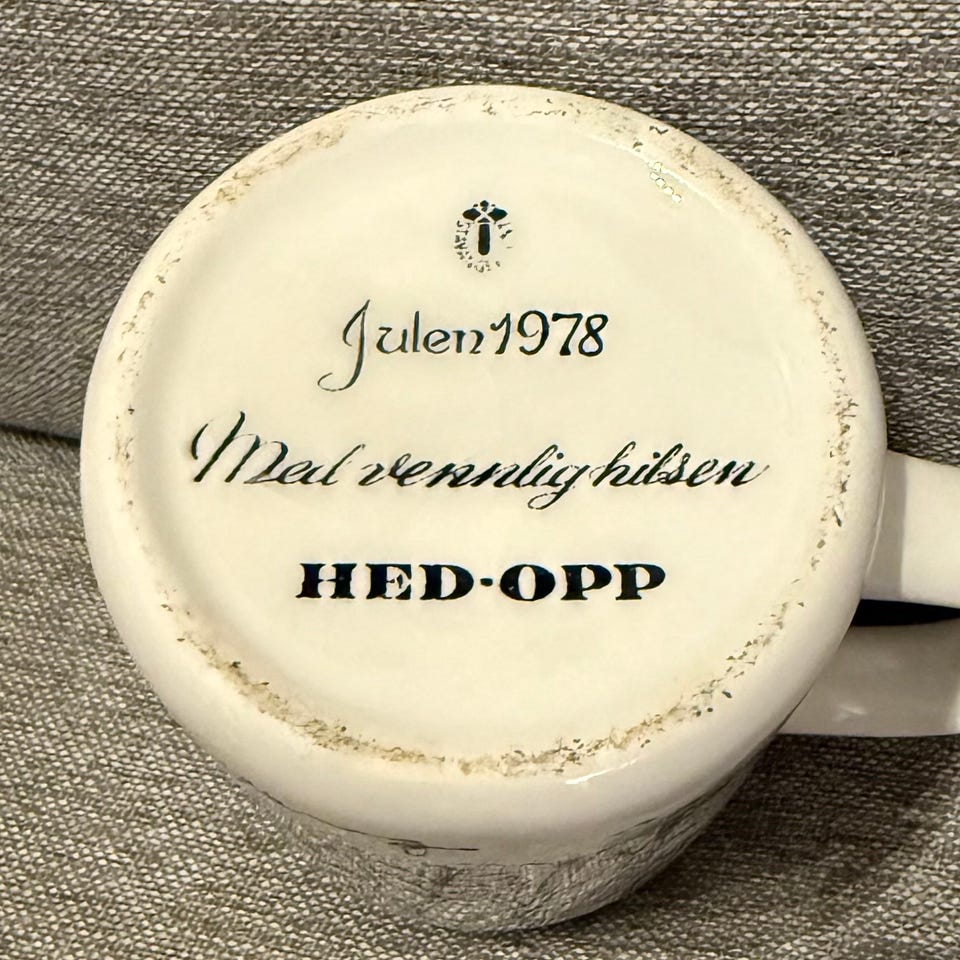 Julen 1978
Med vennlig hilsen
HED-OPP